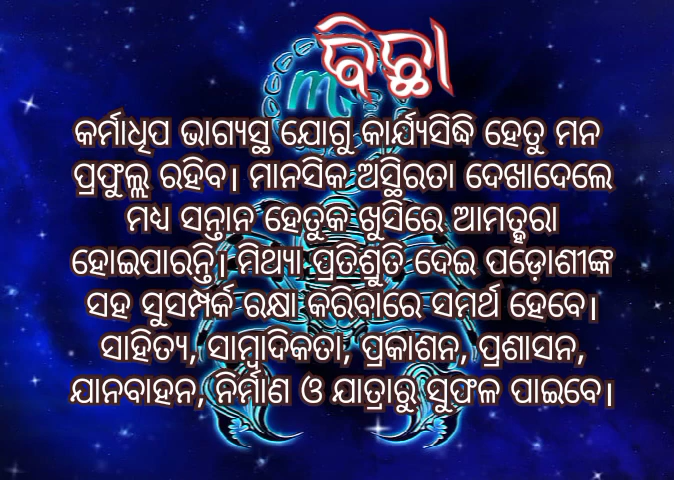 ବିଛା
କର୍ମାଧିପ ଭାଗ୍ୟସ୍ଥ ଯୋଗୁ କାର୍ଯ୍ୟସିଦ୍ଧି ହେତୁ ମନ
ପ୍ରଫୁଲ୍ଲ ରହିବ। ମାନସିକ ଅସ୍ଥିରତା ଦେଖାଦେଲେ
ମଧ୍ୟ ସନ୍ତାନ ହେତୁକି ଖୁସିରେ ଆମତ୍ହରା
ହୋଇପାରନ୍ତି। ମିଥ୍ୟା ପ୍ରତିଶ୍ରୁତି ଦେଇ ପଡ଼ୋଶୀଙ୍କ
ସହ ସୁସମ୍ପର୍କ ରକ୍ଷା କରିବାରେ ସମର୍ଥ ହେବେ।
ସାହିତ୍ୟ, ସାମ୍ବାଦିକତା, ପ୍ରକାଶନ, ପ୍ରଶାସନ,
ଯାନବାହନ, ନିର୍ମାଣ ଓ ଯାତ୍ରାରୁ ସୁଫଳ ପାଇବେ।